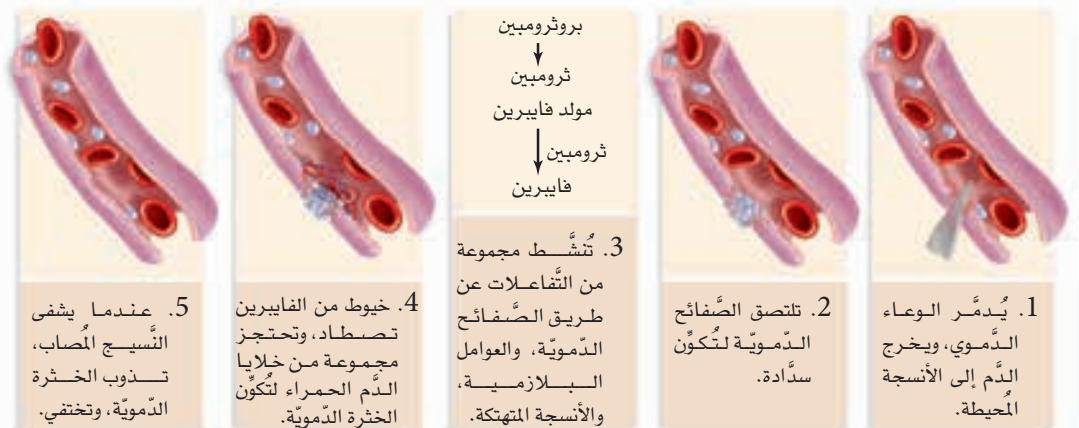 بروثرومبين
ثرومبين
مولد فايبرين
ثرومبين
فايبرين
1. يُدمَّر الوعاء
الدَّموي، ويخرج
الدَّم إلى الأنسجة
المُحيطة.
2. تلتصق الصَّفائح
الدَّمويّة لتُكوِّن
سدَّادة.
3. تُنشَّط مجموعة
من التَّفاعلات عن
طريق الصَّفائح
الدَّمويّة، والعوامل
البلازمية،
والأنسجة المتهتكة.
4. خيوط من الفايبرين
تصطاد، وتحتجز
مجموعة من خلايا
الدَّم الحمراء لتُكوِّن
الخثرة الدَّمويّة.
5. عندما يشفى
النَّسيج المُصاب،
تذوب الخثرة
الدّمويّة، وتختفي.